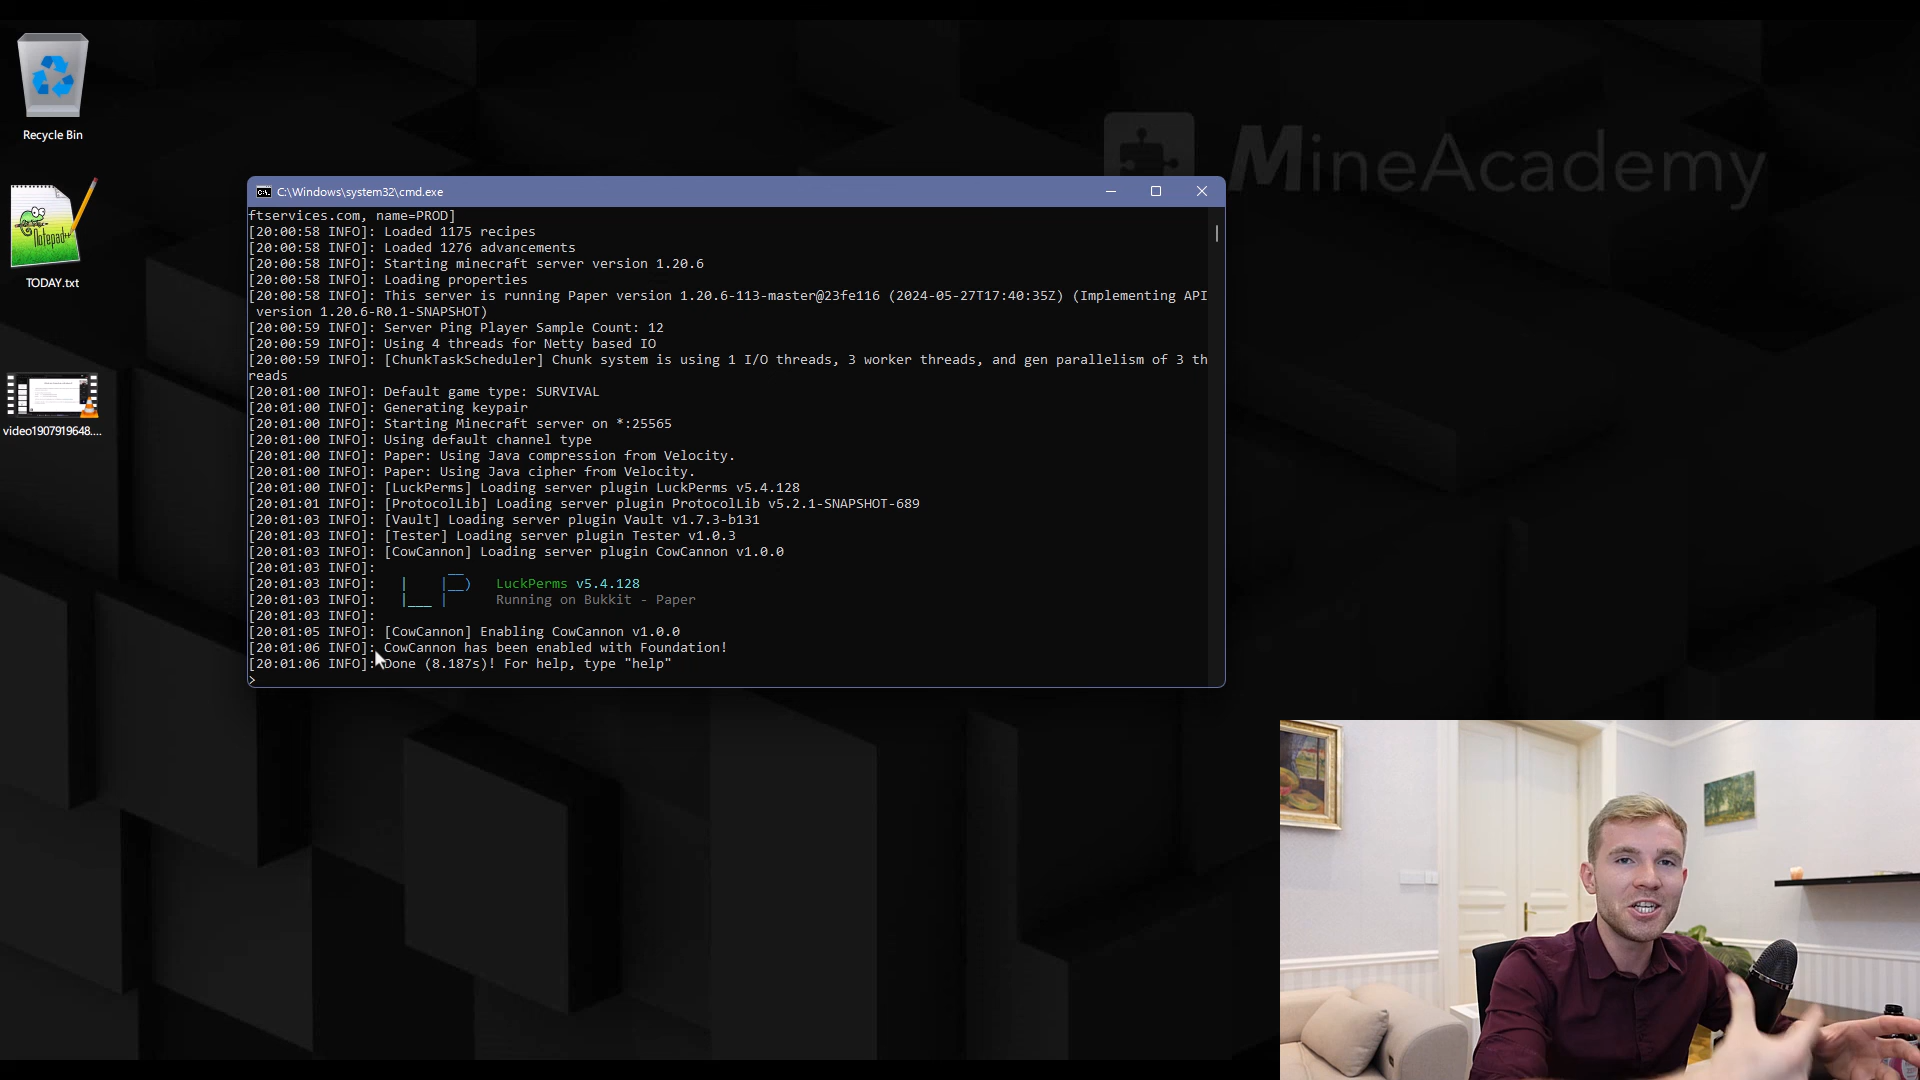 Recycle Bin
Notepad++
TODAY.txt
video1907919648....
MineAcademy
C:\Windows\system32\cmd.exe
ftservices.com, name=PROD]
[20:00:58 INFO]: Loaded 1175 recipes
[20:00:58 INFO]: Loaded 1276 advancements
[20:00:58 INFO]: Starting minecraft server version 1.20.6
[20:00:58 INFO]: Loading properties
[20:00:58 INFO]: This server is running Paper version 1.20.6-113-master@23fe116 (2024-05-27T17:40:35Z) (Implementing API
version 1.20.6-R0.1-SNAPSHOT)
[20:00:59 INFO]: Server Ping Player Sample Count: 12
[20:00:59 INFO]: Using 4 threads for Netty based IO
[20:00:59 INFO]: [ChunkTaskScheduler] Chunk system is using 1 I/O threads, 3 worker threads, and gen parallelism of 3 th
reads
[20:01:00 INFO]: Default game type: SURVIVAL
[20:01:00 INFO]: Generating keypair
[20:01:00 INFO]: Starting Minecraft server on *:25565
[20:01:00 INFO]: Using default channel type
[20:01:00 INFO]: Paper: Using Java compression from Velocity.
[20:01:00 INFO]: Paper: Using Java cipher from Velocity.
[20:01:00 INFO]: [LuckPerms] Loading server plugin LuckPerms v5.4.128
[20:01:01 INFO]: [ProtocolLib] Loading server plugin ProtocolLib v5.2.1-SNAPSHOT-689
[20:01:03 INFO]: [Vault] Loading server plugin Vault v1.7.3-b131
[20:01:03 INFO]: [Tester] Loading server plugin Tester v1.0.3
[20:01:03 INFO]: [CowCannon] Loading server plugin CowCannon v1.0.0
[20:01:03 INFO]:         __
[20:01:03 INFO]:   |    |__)   LuckPerms v5.4.128
[20:01:03 INFO]:   |___ |      Running on Bukkit - Paper
[20:01:03 INFO]:
[20:01:05 INFO]: [CowCannon] Enabling CowCannon v1.0.0
[20:01:06 INFO]: CowCannon has been enabled with Foundation!
[20:01:06 INFO]: Done (8.187s)! For help, type "help"
>